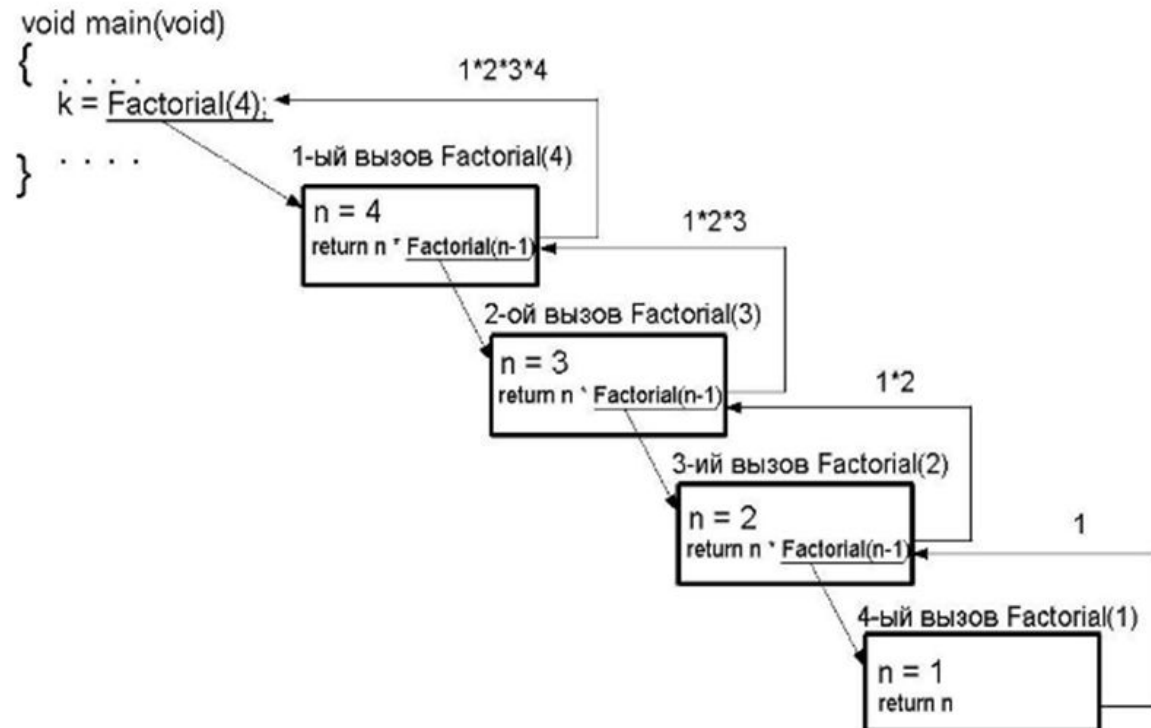 void main(void)
{ . . . .
k = Factorial(4);
} . . . .
1*2*3*4
1-ый вызов Factorial(4)
n = 4
return n * Factorial(n-1)
1*2*3
2-ой вызов Factorial(3)
n = 3
return n * Factorial(n-1)
1*2
3-ий вызов Factorial(2)
n = 2
return n * Factorial(n-1)
1
4-ый вызов Factorial(1)
n = 1
return n